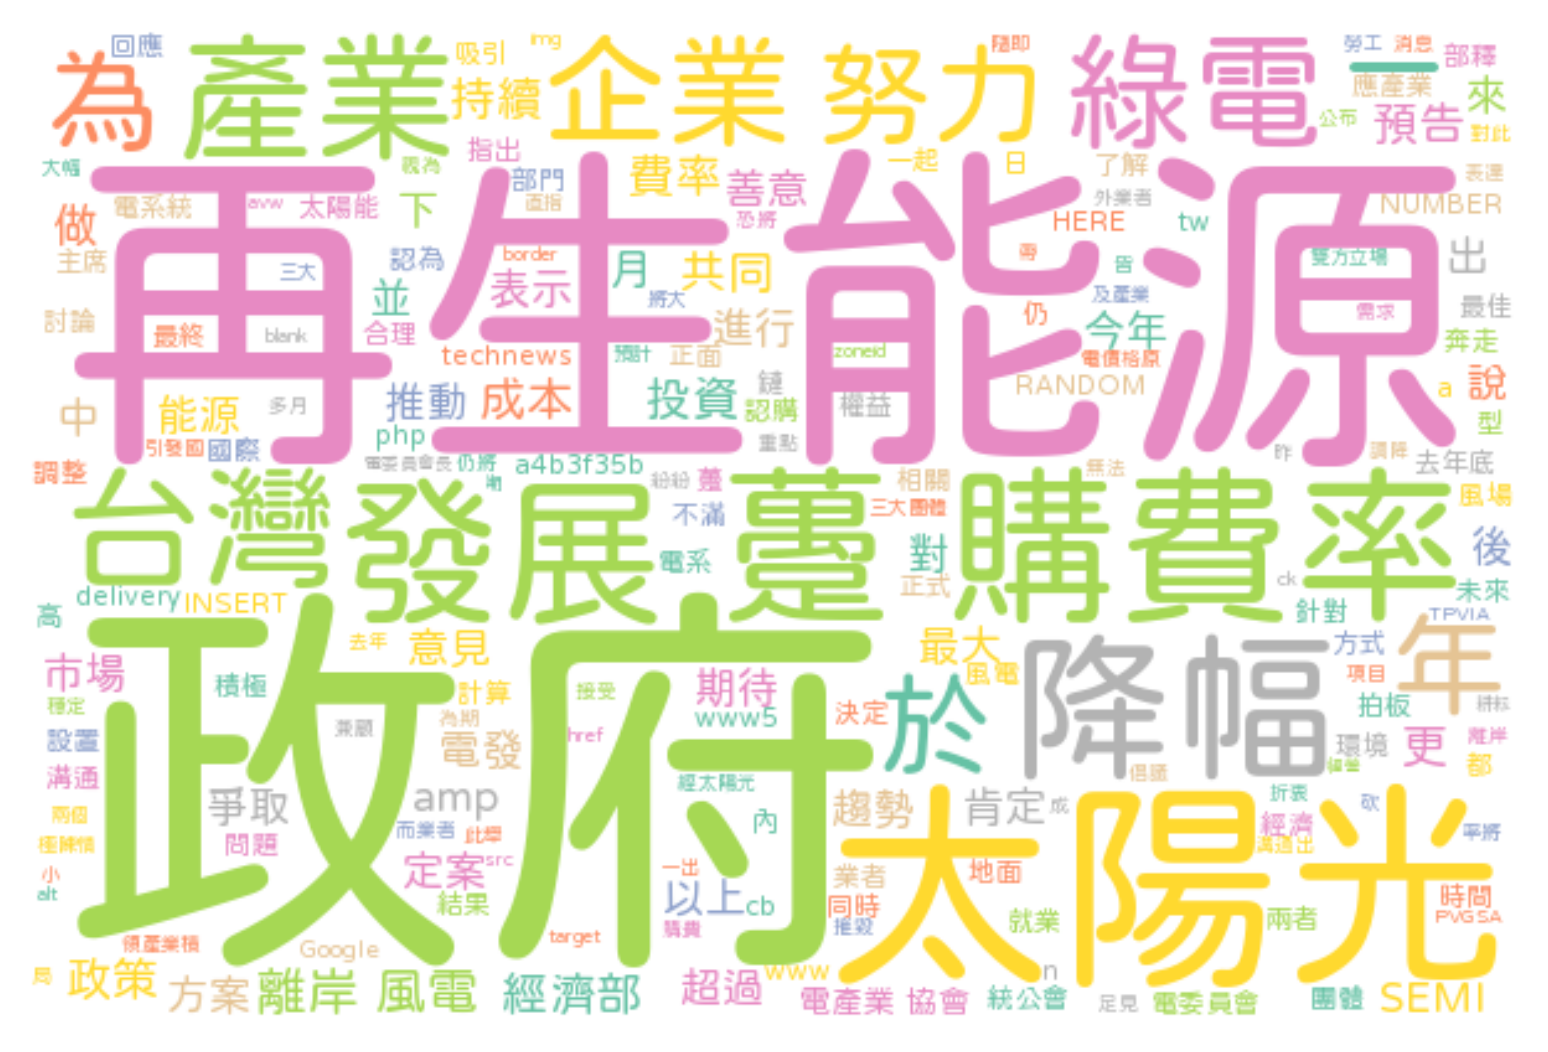 回應 吸引 img 隨即 勞工 消息 部釋
為 產業 持續 企業 努力 綠電 應產業 來
公布 預告 對此
大幅 指出 一起 日 了解 表達
電系統 avw 太陽能 下 部門 直指 費率 善意 外業者 NUMBER
做 恐將 HERE tw
再生能源
主席 三大 認為 border 月 共同 皆 雙方立場 出
並 表示 將大 及產業 需求 最佳
討論 最終 blank 合理 進行 仍 今年 奔走
technews 預計 正面 zoneid 電價格原
中 能源 多月 推動 成本 投資 鏈 認購 權益 RANDOM a 說 型
引發國 國際 php 重點 昨 調降
調整 電委員會長 仍將 a4b3f35b 紛紛 躉 相關 無法 去年底
不滿 三大團體 風場
台灣 發展 躉購費率
電系 對 後
delivery INSERT 正式 ck 針對 未來
高 TPVIA
政府
去年 意見 最大 風電 降幅 方式 年
市場 積極 計算 接受 期待 於 項目
穩定 兼顧 為期 www5 決定 拍板
設置 電發 href 環境 更 離岸
溝通 經太陽光 倡議 都
爭取 amp 內 趨勢 肯定 成 折衷 砍
兩個 而業者 此舉 經濟 平將
極陳情 問題 定案 src 一出 太陽光 溝通出
小 alt 結果 以上 cb 業者 地面 時間
同時 就業 兩者 PVGSA
領產業積 Google target 購費 推毀
局 政策 方案 離岸 風電 經濟部 超過 www n
電產業 協會 統公會 足見 電委員會 團體 SEMI